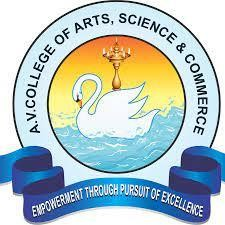 A.V.COLLEGE OF ARTS, SCIENCE & COMMERCE
EMPOWERMENT THROUGH PURSUIT OF EXCELLENCE